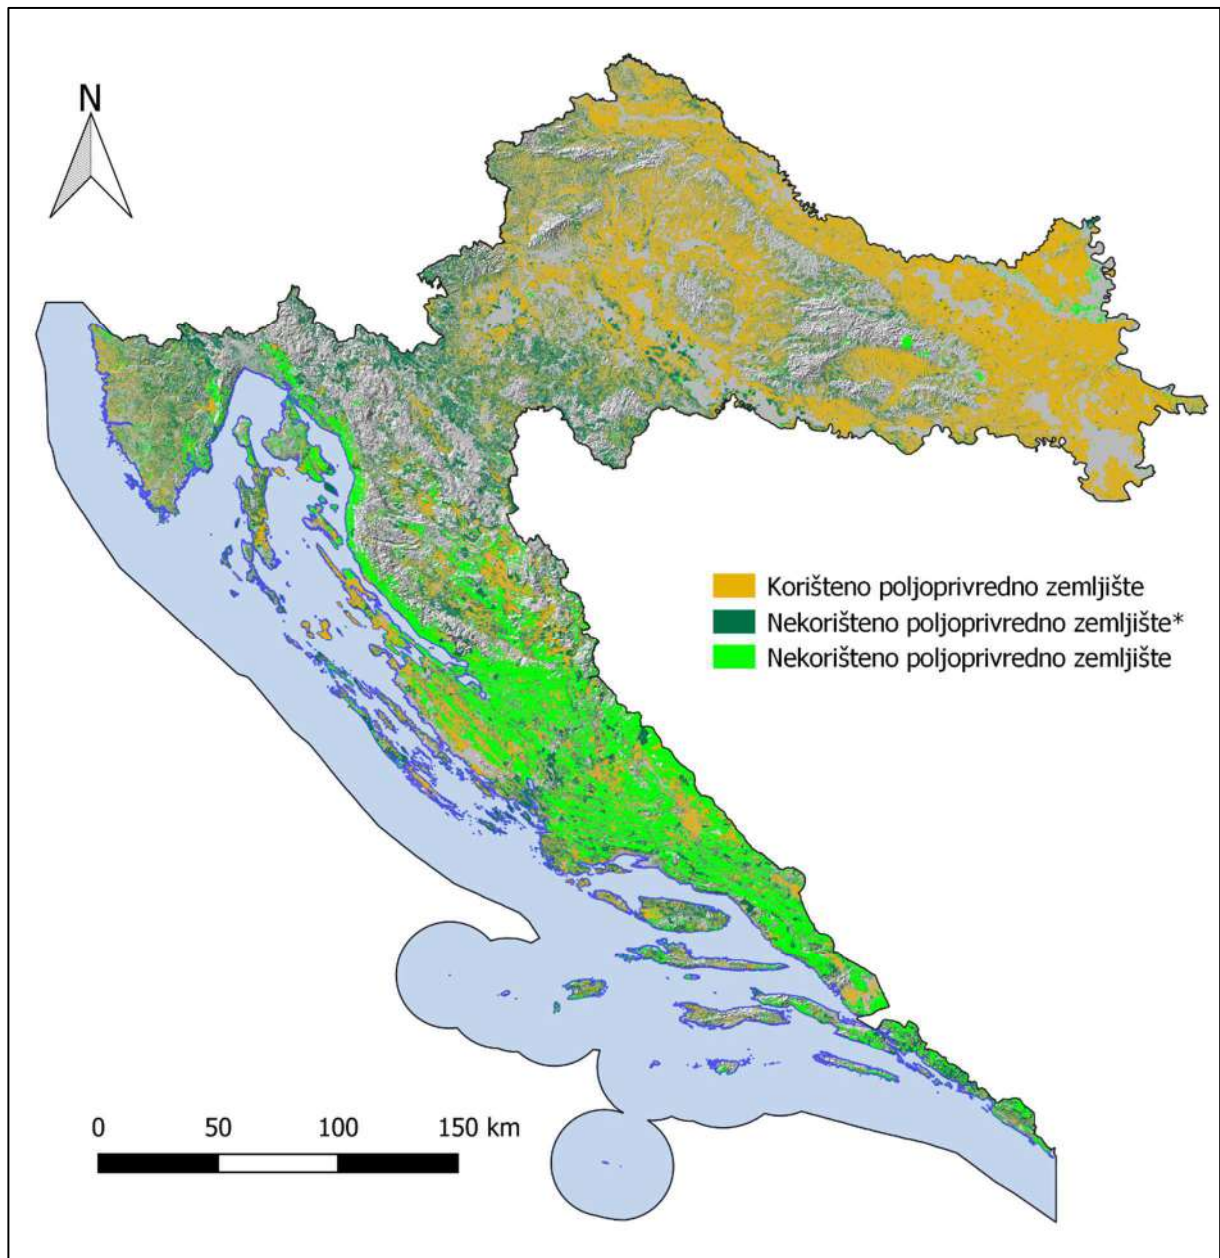 N
Korišteno poljoprivredno zemljište
Nekorišteno poljoprivredno zemljište*
Nekorišteno poljoprivredno zemljište
0 50 100 150 km